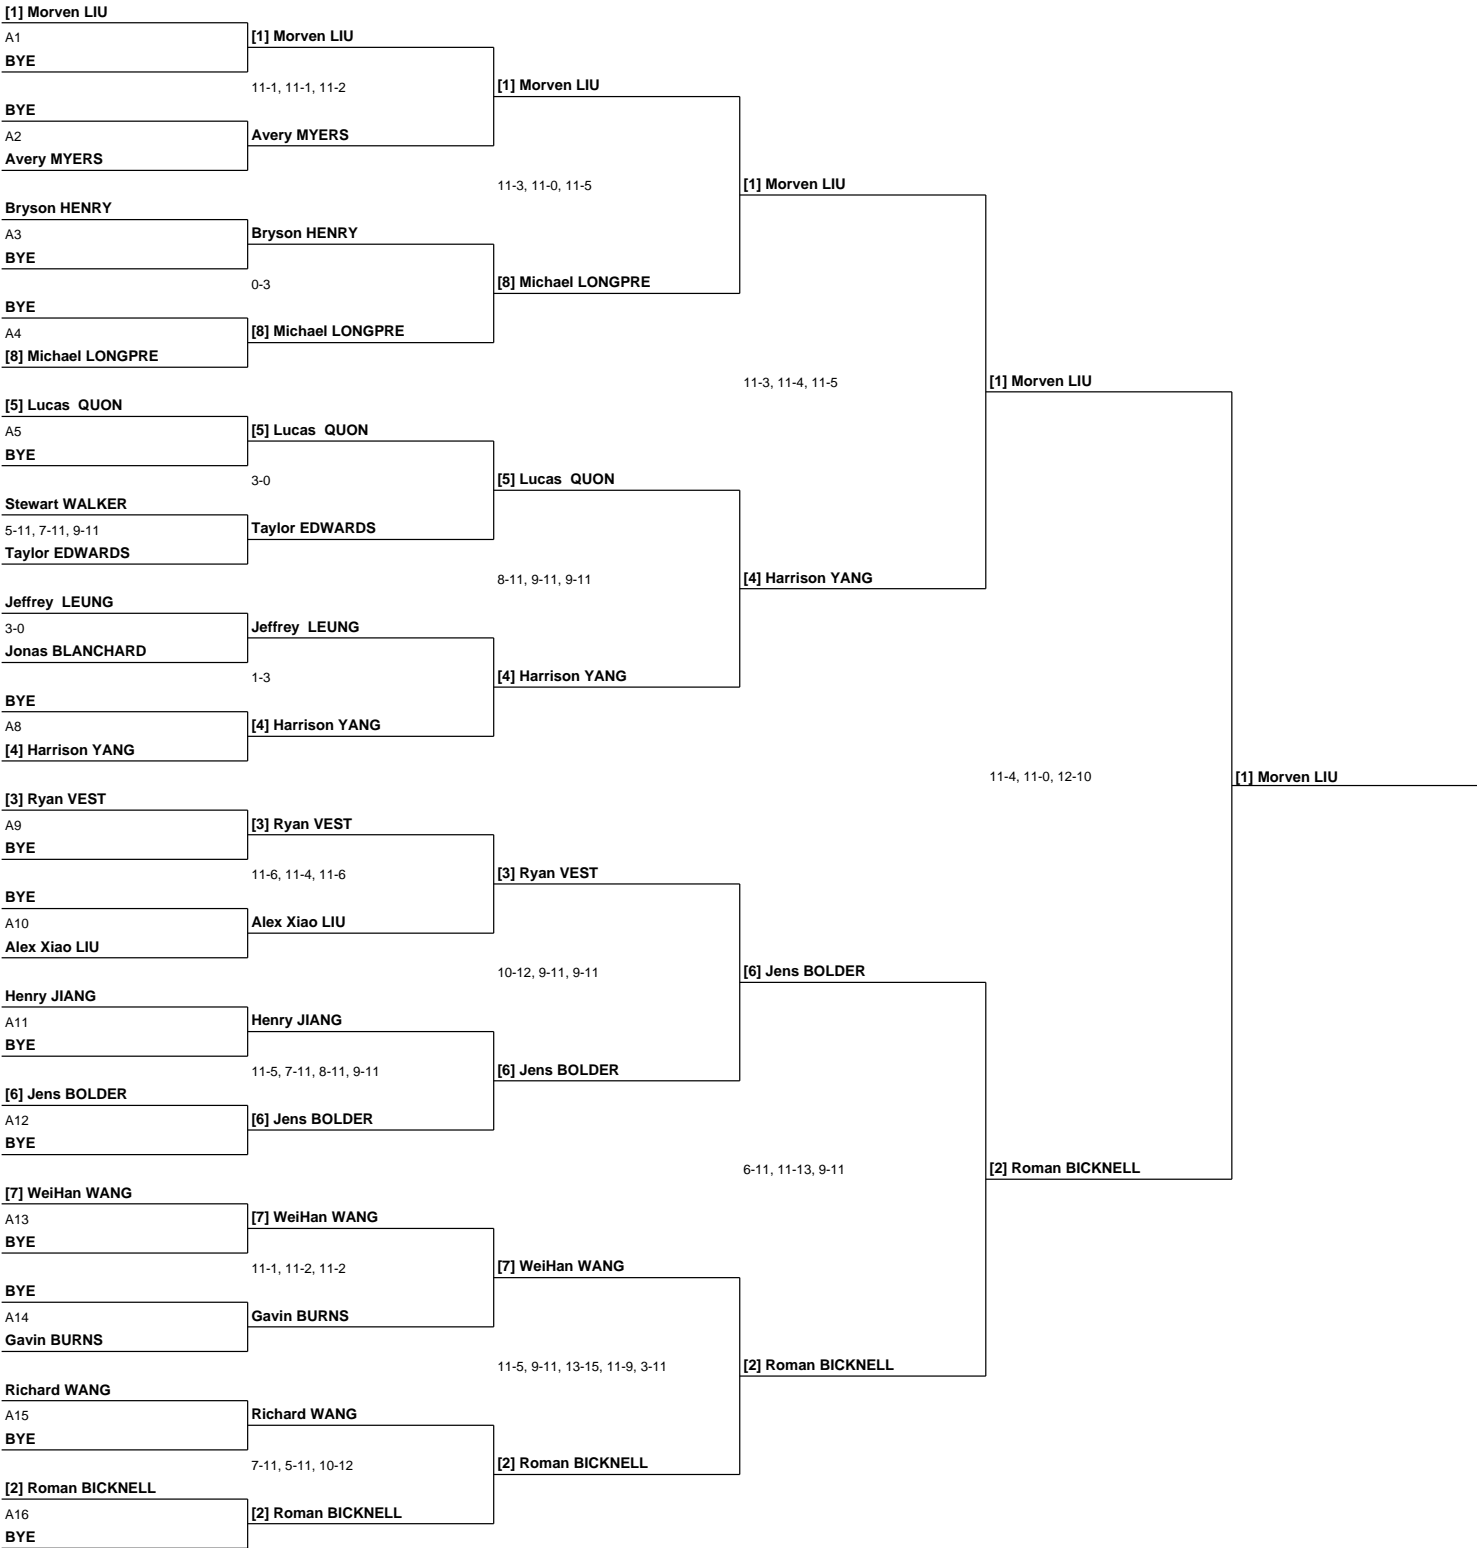 [1] Morven LIU
A1
BYE
BYE
A2
Avery MYERS
Bryson HENRY
A3
BYE
BYE
A4
[8] Michael LONGPRE
[5] Lucas  QUON
A5
BYE
Stewart WALKER
5-11, 7-11, 9-11
Taylor EDWARDS
Jeffrey  LEUNG
3-0
Jonas BLANCHARD
BYE
A8
[4] Harrison YANG
[3] Ryan VEST
A9
BYE
BYE
A10
Alex Xiao LIU
Henry JIANG
A11
BYE
[6] Jens BOLDER
A12
BYE
[7] WeiHan WANG
A13
BYE
BYE
A14
Gavin BURNS
Richard WANG
A15
BYE
[2] Roman BICKNELL
A16
BYE
[1] Morven LIU
11-1, 11-1, 11-2
Avery MYERS
Bryson HENRY
0-3
[8] Michael LONGPRE
[5] Lucas  QUON
3-0
Taylor EDWARDS
Jeffrey  LEUNG
1-3
[4] Harrison YANG
[3] Ryan VEST
11-6, 11-4, 11-6
Alex Xiao LIU
Henry JIANG
11-5, 7-11, 8-11, 9-11
[6] Jens BOLDER
[7] WeiHan WANG
11-1, 11-2, 11-2
Gavin BURNS
Richard WANG
7-11, 5-11, 10-12
[2] Roman BICKNELL
[1] Morven LIU
11-3, 11-0, 11-5
[8] Michael LONGPRE
[5] Lucas  QUON
8-11, 9-11, 9-11
[4] Harrison YANG
[3] Ryan VEST
10-12, 9-11, 9-11
[6] Jens BOLDER
[7] WeiHan WANG
11-5, 9-11, 13-15, 11-9, 3-11
[2] Roman BICKNELL
[1] Morven LIU
11-3, 11-4, 11-5
[4] Harrison YANG
[6] Jens BOLDER
6-11, 11-13, 9-11
[2] Roman BICKNELL
[1] Morven LIU
11-4, 11-0, 12-10
[2] Roman BICKNELL
[1] Morven LIU